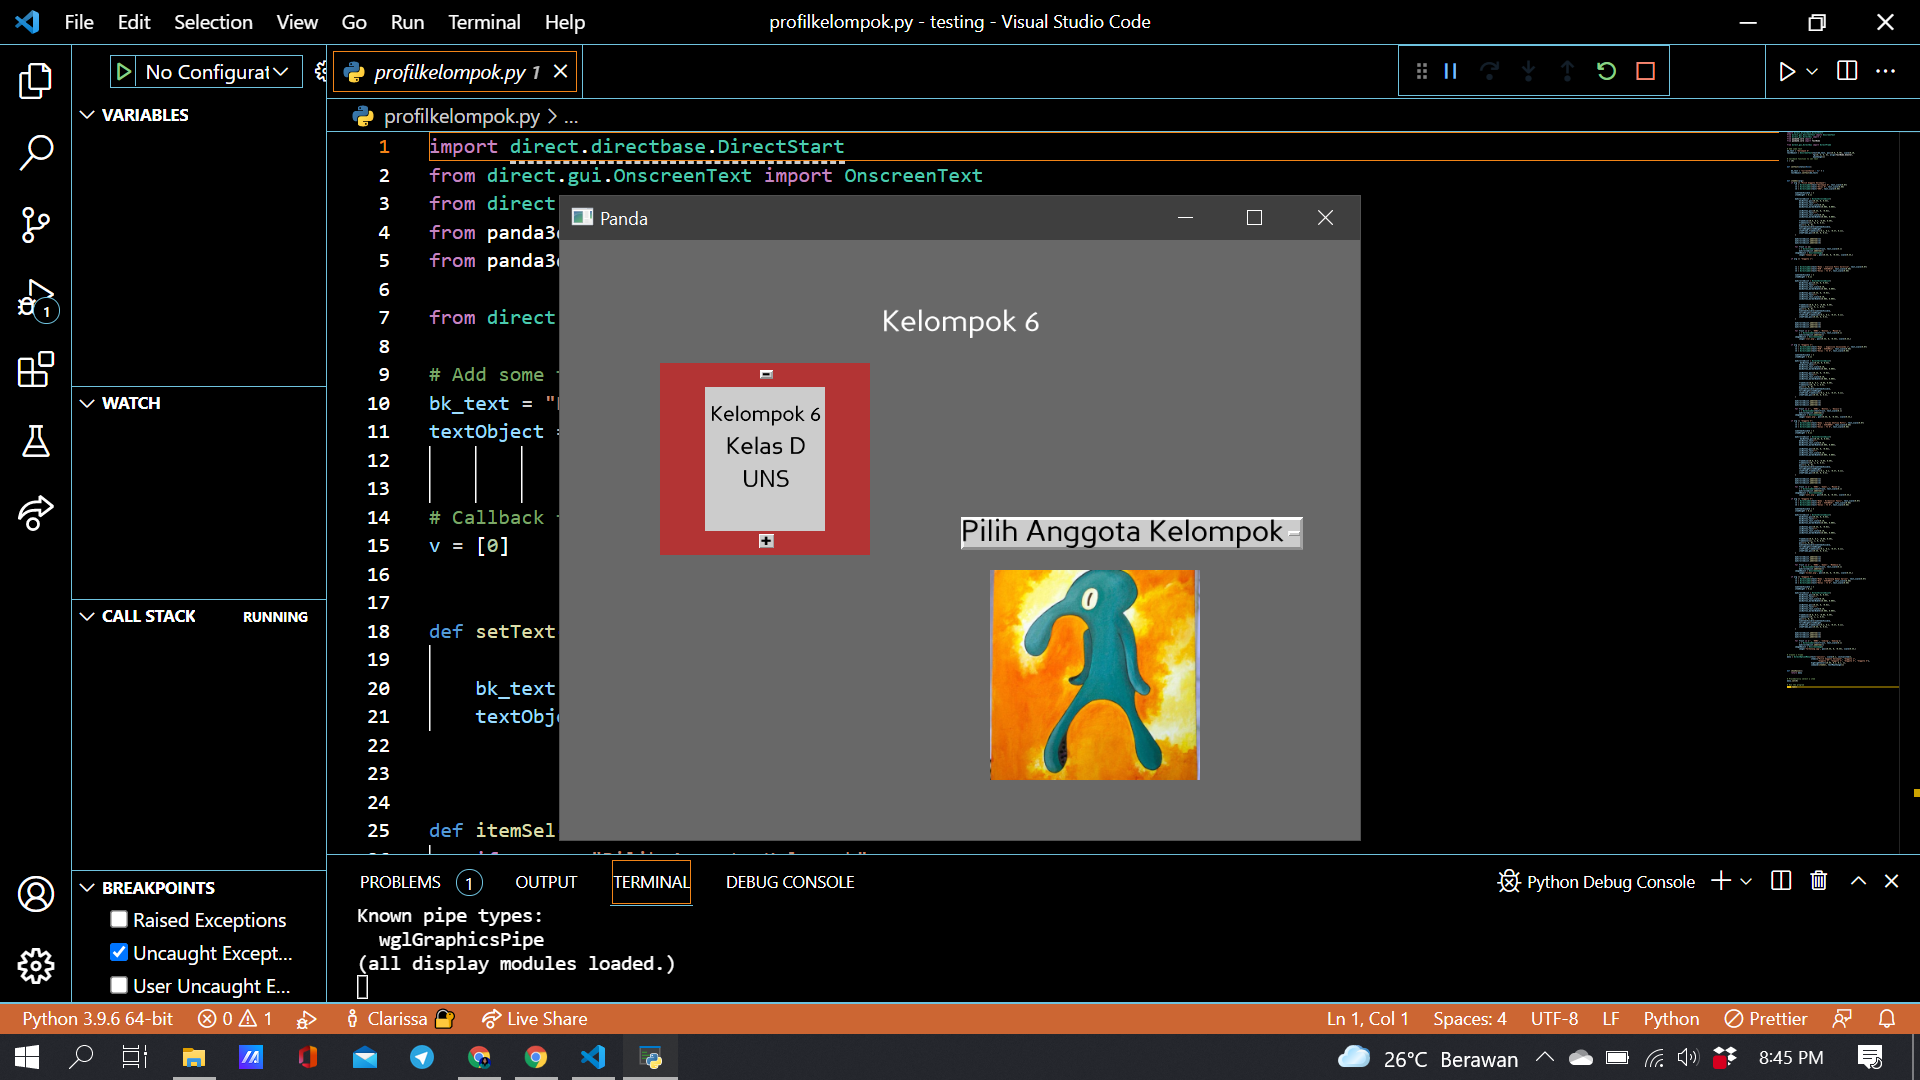 File Edit Selection View Go Run Terminal Help
profilkelompok.py - testing - Visual Studio Code
No Configurat
profilkelompok.py 1
VARIABLES
profilkelompok.py > ...
1 import direct.directbase.DirectStart
2 from direct.gui.OnscreenText import OnscreenText
3 from direct
4 from panda3
5 from panda3
6
7 from direct
8
9 # Add some
10 bk_text = "
11 textObject =
12
13
14 # Callback
15 v = [0]
16
17
18 def setText
19
20 bk_text
21 textObj
22
23
24
25 def itemSel
Panda
Kelompok 6
Kelompok 6
Kelas D
UNS
Pilih Anggota Kelompok
WATCH
CALL STACK RUNNING
BREAKPOINTS
Raised Exceptions
Uncaught Except...
User Uncaught E...
1
PROBLEMS 1 OUTPUT TERMINAL DEBUG CONSOLE
Python Debug Console
Known pipe types:
wglGraphicsPipe
(all display modules loaded.)
Python 3.9.6 64-bit 0 1 Clarissa Live Share
Ln 1, Col 1 Spaces: 4 UTF-8 LF Python Prettier
26°C Berawan 8:45 PM